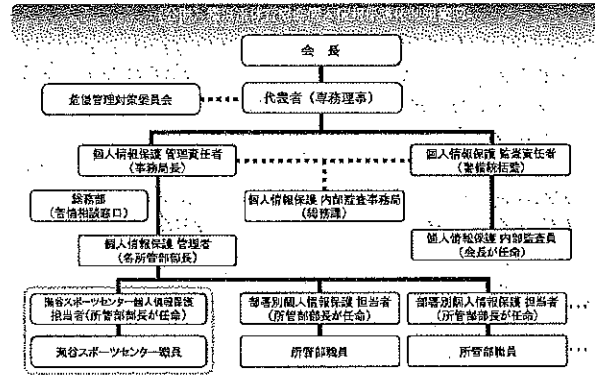 会　長
危機管理対策委員会
代表者（専務理事）
個人情報保護 管理責任者
（事務局長）
個人情報保護 監査責任者
（警備統括監）
総務部
（苦情相談窓口）
個人情報保護 内部監査事務局
（総務課）
個人情報保護 管理者
（各所管部部長）
個人情報保護 内部監査員
（会長が任命）
スポーツセンター個人情報保護
担当者（所管部部長が任命）
部署別個人情報保護 担当者
（所管部部長が任命）
部署別個人情報保護 担当者
（所管部部長が任命）
スポーツセンター職員
所管部職員
所管部職員